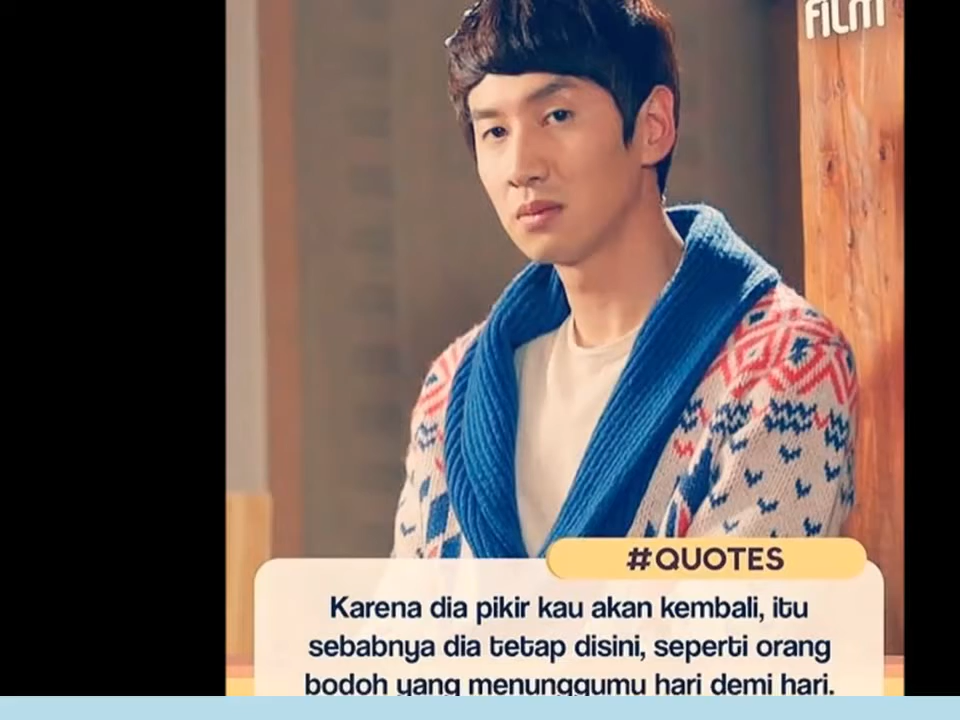 FILM
#QUOTES
Karena dia pikir kau akan kembali, itu
sebabnya dia tetap disini, seperti orang
bodoh yang menunggumu hari demi hari.